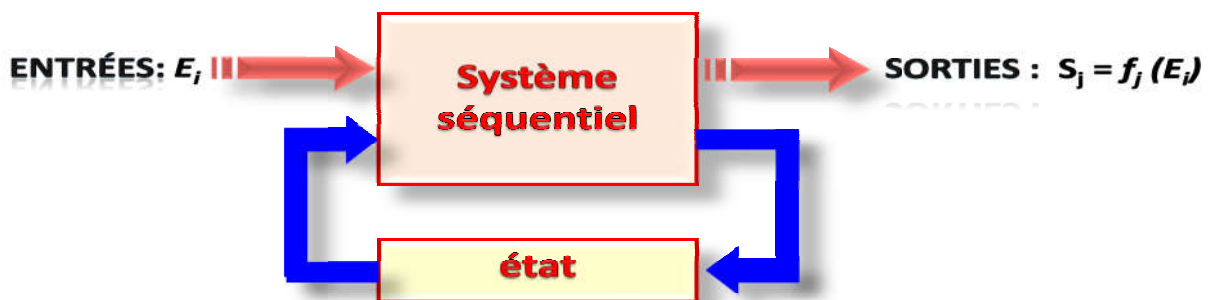 ENTRÉES: Ei
Système
séquentiel
SORTIES : Sj = fj (Ei)
état